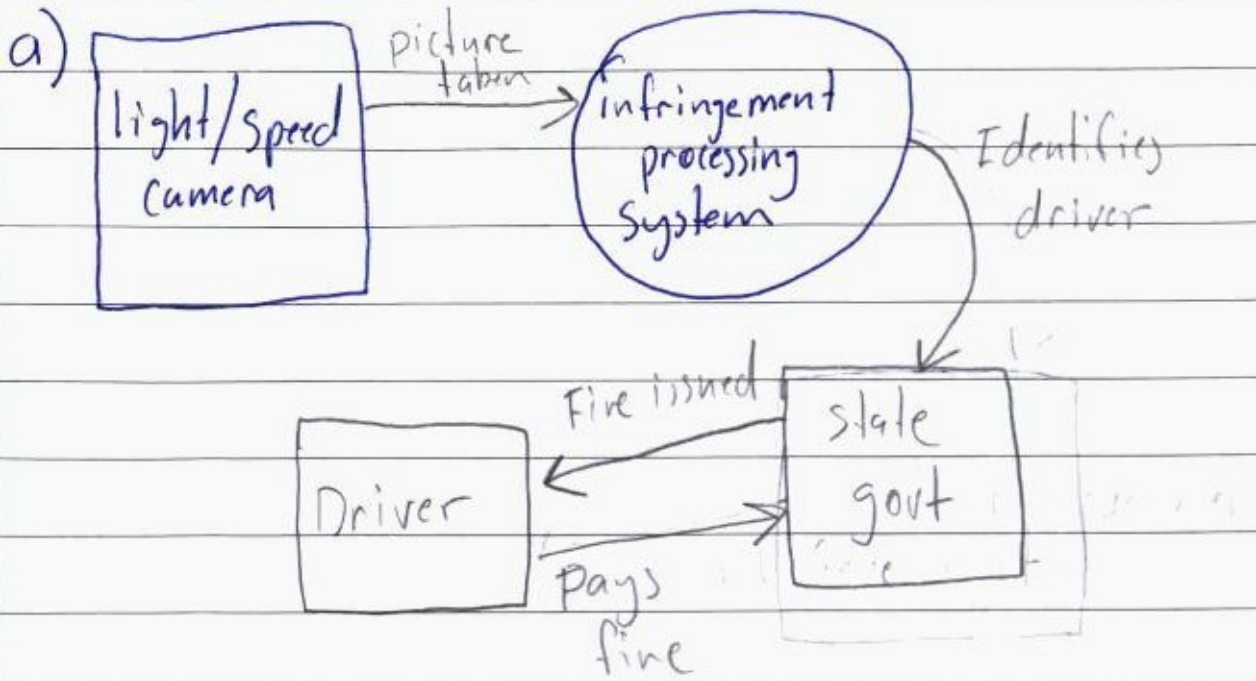 a)
light/speed
camera
picture
taken
infringement
processing
system
Identifies
driver
Fine issued
state
govt
Driver
pays
fine